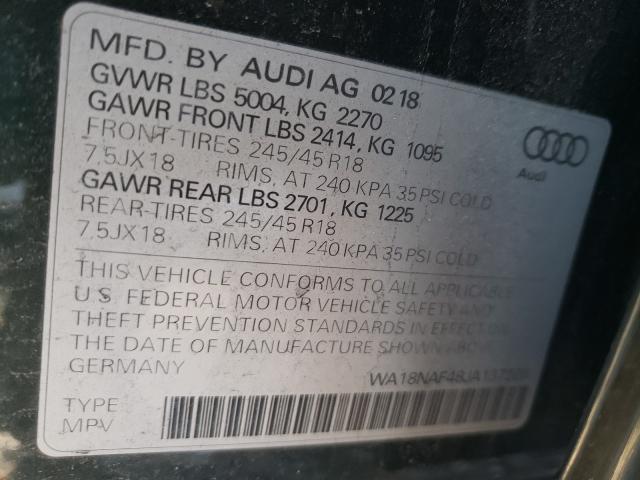 MFD. BY AUDI AG 0218
GVWR LBS 5004, KG 2270
GAWR FRONT LBS 2414, KG 1095
FRONT-TIRES 245/45 R18
7.5JX18 RIMS, AT 240 KPA 35 PSI COLD
GAWR REAR LBS 2701, KG 1225
REAR-TIRES 245/45 R18
7.5JX18 RIMS, AT 240 KPA 35 PSI COLD
Audi
THIS VEHICLE CONFORMS TO ALL APPLICABLE
U.S. FEDERAL MOTOR VEHICLE SAFETY AND
THEFT PREVENTION STANDARDS IN EFFECT ON
THE DATE OF MANUFACTURE SHOWN
GERMANY
TYPE
MPV